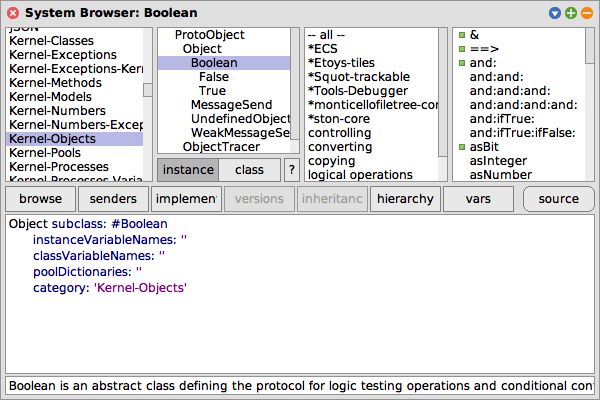 System Browser: Boolean
JSON
Kernel-Classes
Kernel-Exceptions
Kernel-Exceptions-Kern
Kernel-Methods
Kernel-Models
Kernel-Numbers
Kernel-Numbers-Excep
Kernel-Objects
Kernel-Pools
Kernel-Processes
Kernel-Processes-Varia
ProtoObject
Object
Boolean
False
True
MessageSend
UndefinedObject
WeakMessageSe
ObjectTracer
instance
class
?
-- all --
*ECS
*Etoys-tiles
*Squot-trackable
*Tools-Debugger
*monticellofiletree-cor
*ston-core
controlling
converting
copying
logical operations
&
==>
and:
and:and:
and:and:and:
and:and:and:and:
and:ifTrue:
and:ifTrue:ifFalse:
asBit
asInteger
asNumber
browse
senders
implement
versions
inheritanc
hierarchy
vars
source
Object subclass: #Boolean
instanceVariableNames: ''
classVariableNames: ''
poolDictionaries: ''
category: 'Kernel-Objects'
Boolean is an abstract class defining the protocol for logic testing operations and conditional con